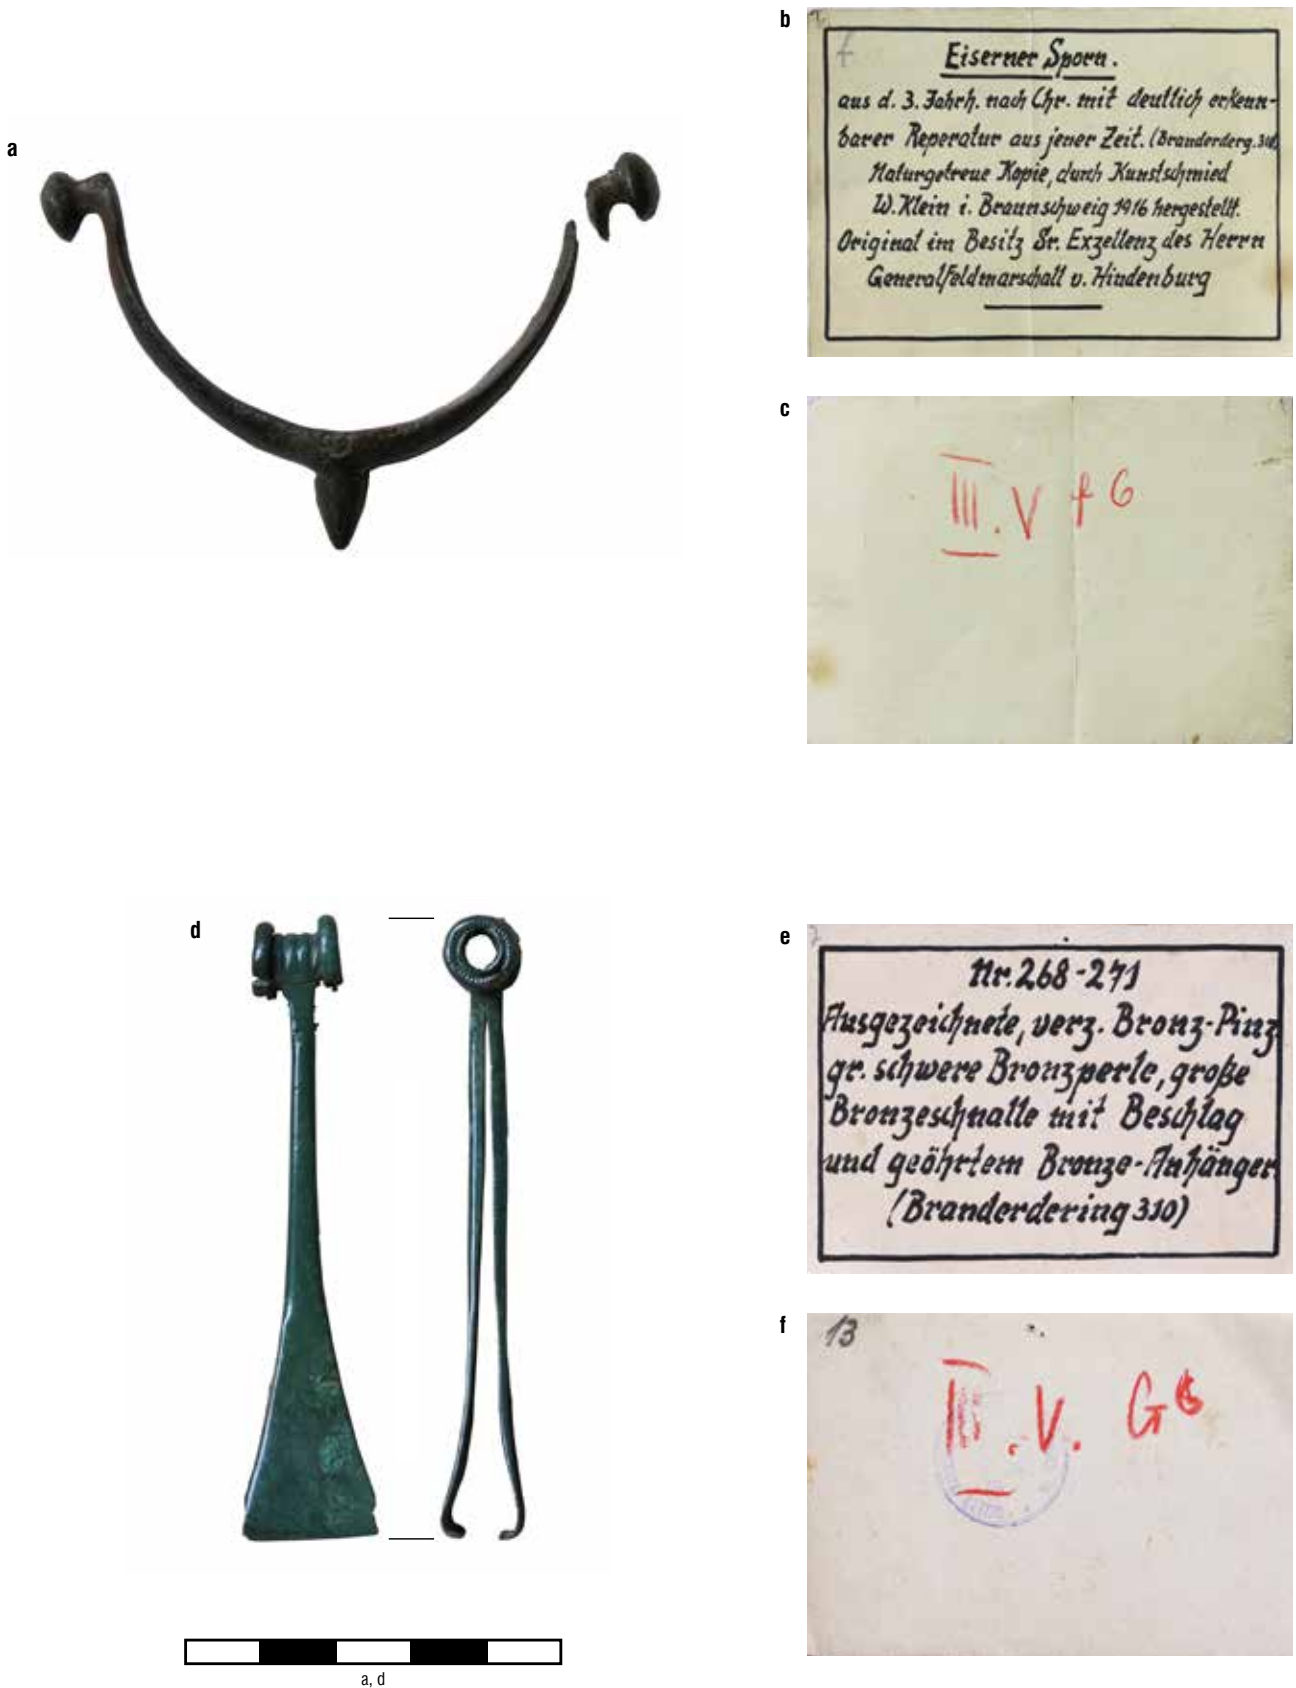 a
b
Eiserner Sporn.
aus d. 3. Jahrh. nach Chr. mit deutlich erkenn-
barer Reperatur aus jener Zeit. (Branderderg. 310
Naturgetreue Kopie, durch Kunstschmied
W. Klein i. Braunschweig 1916 hergestellt.
Original im Besitz Sr. Exzellenz des Herrn
Generalfeldmarschall v. Hindenburg
c
III. V f 6
d
e
Nr. 268-271
Ausgezeichnete, verz. Bronz-Pinz.
gr. schwere Bronzperle, große
Bronzeschnalle mit Beschlag
und geöhrtem Bronze-Anhänger.
(Branderdering 310)
f
13
III. V. G6
a, d